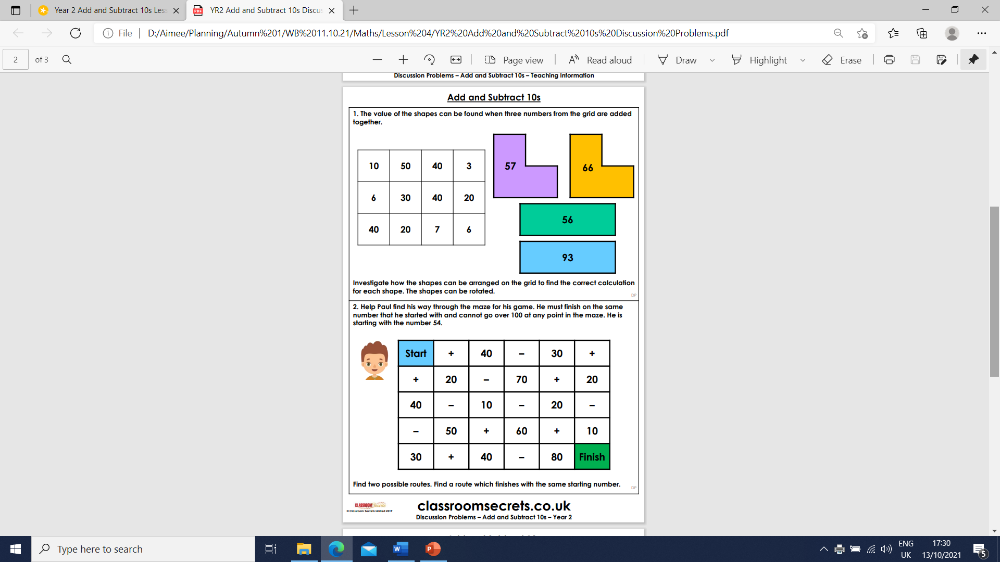 Year 2 Add and Subtract 10s Less
YR2 Add and Subtract 10s Discus
File
D:/Aimee/Planning/Autumn%201/WB%2011.10.21/Maths/Lesson%204/YR2%20Add%20and%20Subtract%2010s%20Discussion%20Problems.pdf
2 of 3
Page view
Read aloud
Draw
Highlight
Erase
Discussion Problems – Add and Subtract 10s – Teaching Information
Add and Subtract 10s
1. The value of the shapes can be found when three numbers from the grid are added
together.
10 50 40 3
6 30 40 20
40 20 7 6
57
66
56
93
Investigate how the shapes can be arranged on the grid to find the correct calculation
for each shape. The shapes can be rotated.
DP
2. Help Paul find his way through the maze for his game. He must finish on the same
number that he started with and cannot go over 100 at any point in the maze. He is
starting with the number 54.
Start + 40 – 30 +
+ 20 – 70 + 20
40 – 10 – 20 –
– 50 + 60 + 10
30 + 40 – 80 Finish
Find two possible routes. Find a route which finishes with the same starting number.
DP
CLASSROOM Secrets
© Classroom Secrets Limited 2019
classroomsecrets.co.uk
Discussion Problems – Add and Subtract 10s – Year 2
Type here to search
ENG
UK
17:30
13/10/2021
5